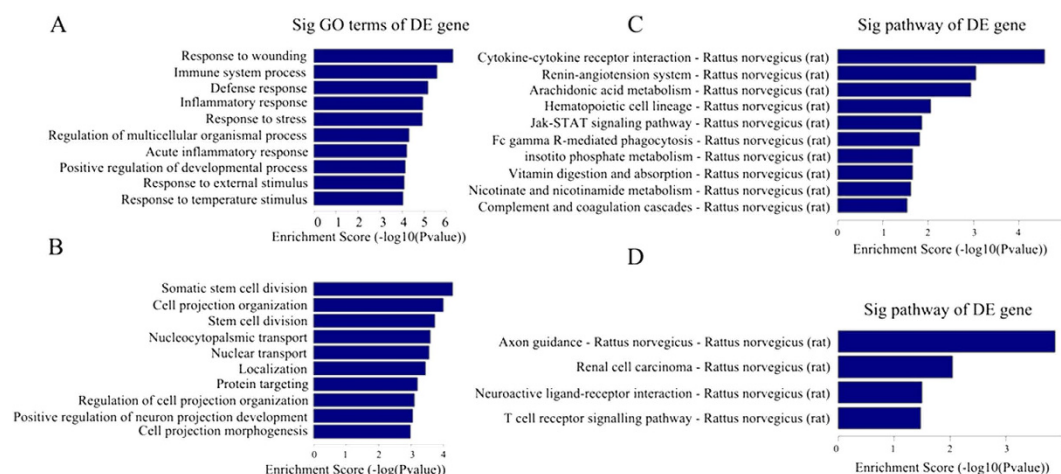 A
Sig GO terms of DE gene
Response to wounding
Immune system process
Defense response
Inflammatory response
Response to stress
Regulation of multicellular organismal process
Acute inflammatory response
Positive regulation of developmental process
Response to external stimulus
Response to temperature stimulus
0 1 2 3 4 5 6
Enrichment Score (-log10(Pvalue))
B
Somatic stem cell division
Cell projection organization
Stem cell division
Nucleocytopalsmic transport
Nuclear transport
Localization
Protein targeting
Regulation of cell projection organization
Positive regulation of neuron projection development
Cell projection morphogenesis
0 1 2 3 4
Enrichment Score (-log(Pvalue))
C
Sig pathway of DE gene
Cytokine-cytokine receptor interaction - Rattus norvegicus (rat)
Renin-angiotension system - Rattus norvegicus (rat)
Arachidonic acid metabolism - Rattus norvegicus (rat)
Hematopoietic cell lineage - Rattus norvegicus (rat)
Jak-STAT signaling pathway - Rattus norvegicus (rat)
Fc gamma R-mediated phagocytosis - Rattus norvegicus (rat)
insotito phosphate metabolism - Rattus norvegicus (rat)
Vitamin digestion and absorption - Rattus norvegicus (rat)
Nicotinate and nicotinamide metabolism - Rattus norvegicus (rat)
Complement and coagulation cascades - Rattus norvegicus (rat)
0 1 2 3 4
Enrichment Score (-log10(Pvalue))
D
Sig pathway of DE gene
Axon guidance - Rattus norvegicus - Rattus norvegicus (rat)
Renal cell carcinoma - Rattus norvegicus (rat)
Neuroactive ligand-receptor interaction - Rattus norvegicus (rat)
T cell receptor signalling pathway - Rattus norvegicus (rat)
0 1 2 3
Enrichment Score (-log10(Pvalue))